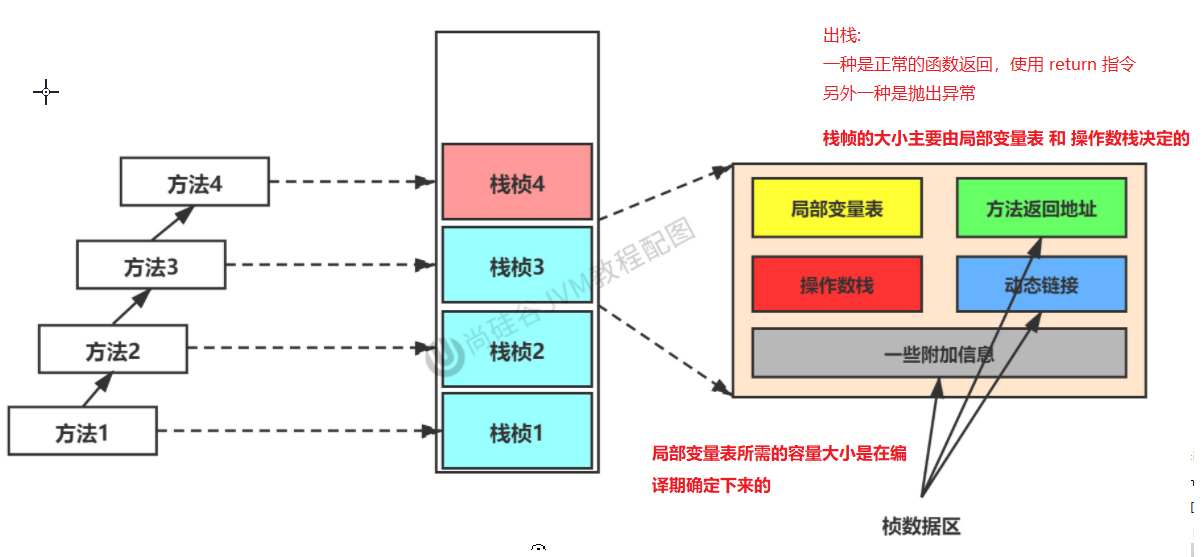 出栈:
一种是正常的函数返回，使用 return 指令
另外一种是抛出异常
栈帧的大小主要由局部变量表 和 操作数栈决定的
方法4
方法3
方法2
方法1
栈桢4
栈桢3
栈桢2
栈桢1
局部变量表
方法返回地址
操作数栈
动态链接
一些附加信息
局部变量表所需的容量大小是在编
译期确定下来的
桢数据区
尚硅谷 JVM教程配图